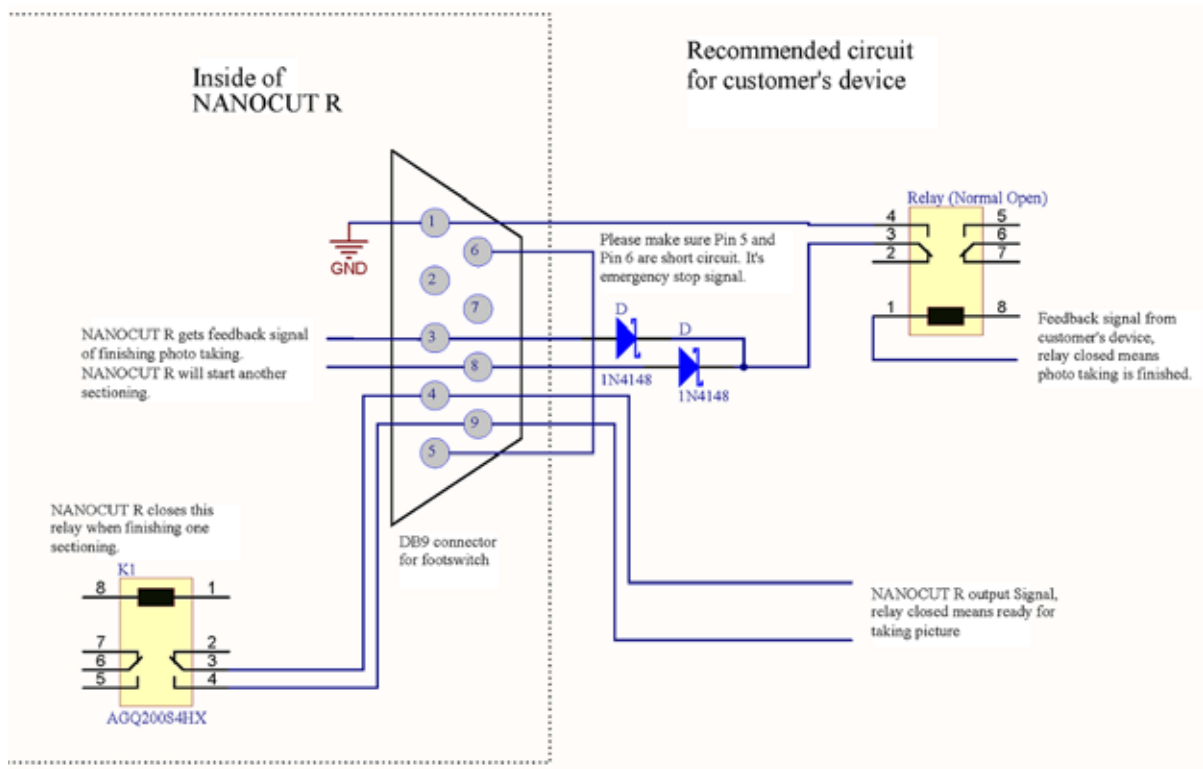 Inside of
NANOCUT R
Recommended circuit
for customer's device
Relay (Normal Open)
4
3
2
1
5
6
7
8
GND
1
6
2
7
3
8
4
9
5
Please make sure Pin 5 and
Pin 6 are short circuit. It's
emergency stop signal.
D
D
1N4148
1N4148
NANOCUT R gets feedback signal
of finishing photo taking.
NANOCUT R will start another
sectioning.
Feedback signal from
customer's device,
relay closed means
photo taking is finished.
NANOCUT R closes this
relay when finishing one
sectioning.
DB9 connector
for footswitch
K1
8
7
6
5
1
2
3
4
AGQ200S4HX
NANOCUT R output Signal,
relay closed means ready for
taking picture